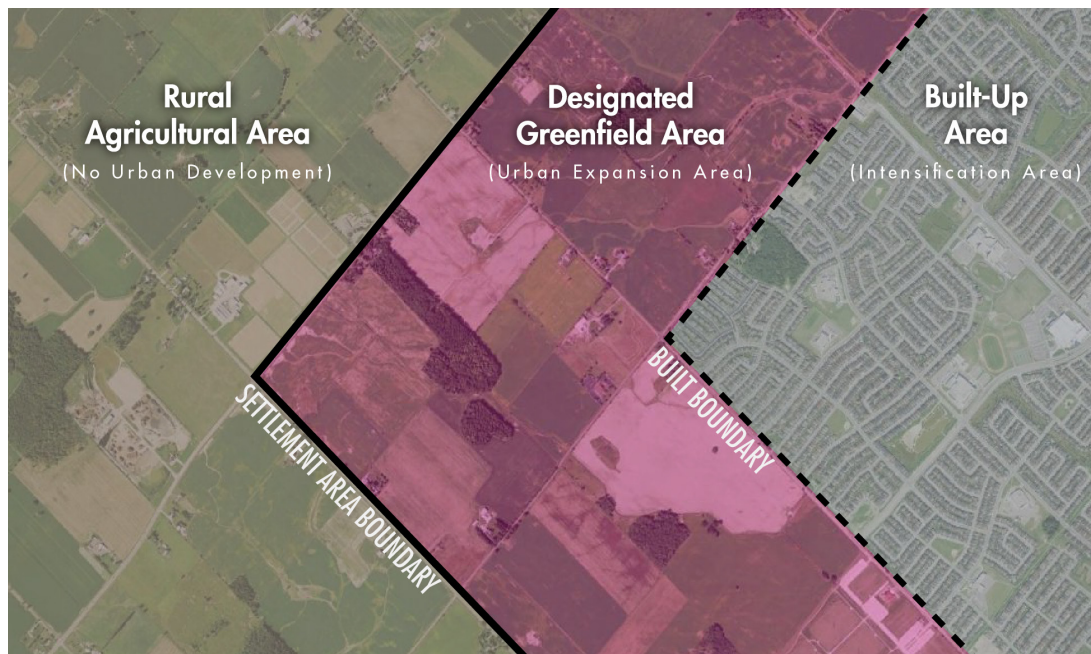 Rural
Agricultural Area
(No Urban Development)
Designated
Greenfield Area
(Urban Expansion Area)
Built-Up
Area
(Intensification Area)
SETTLEMENT AREA BOUNDARY
BUILT BOUNDARY